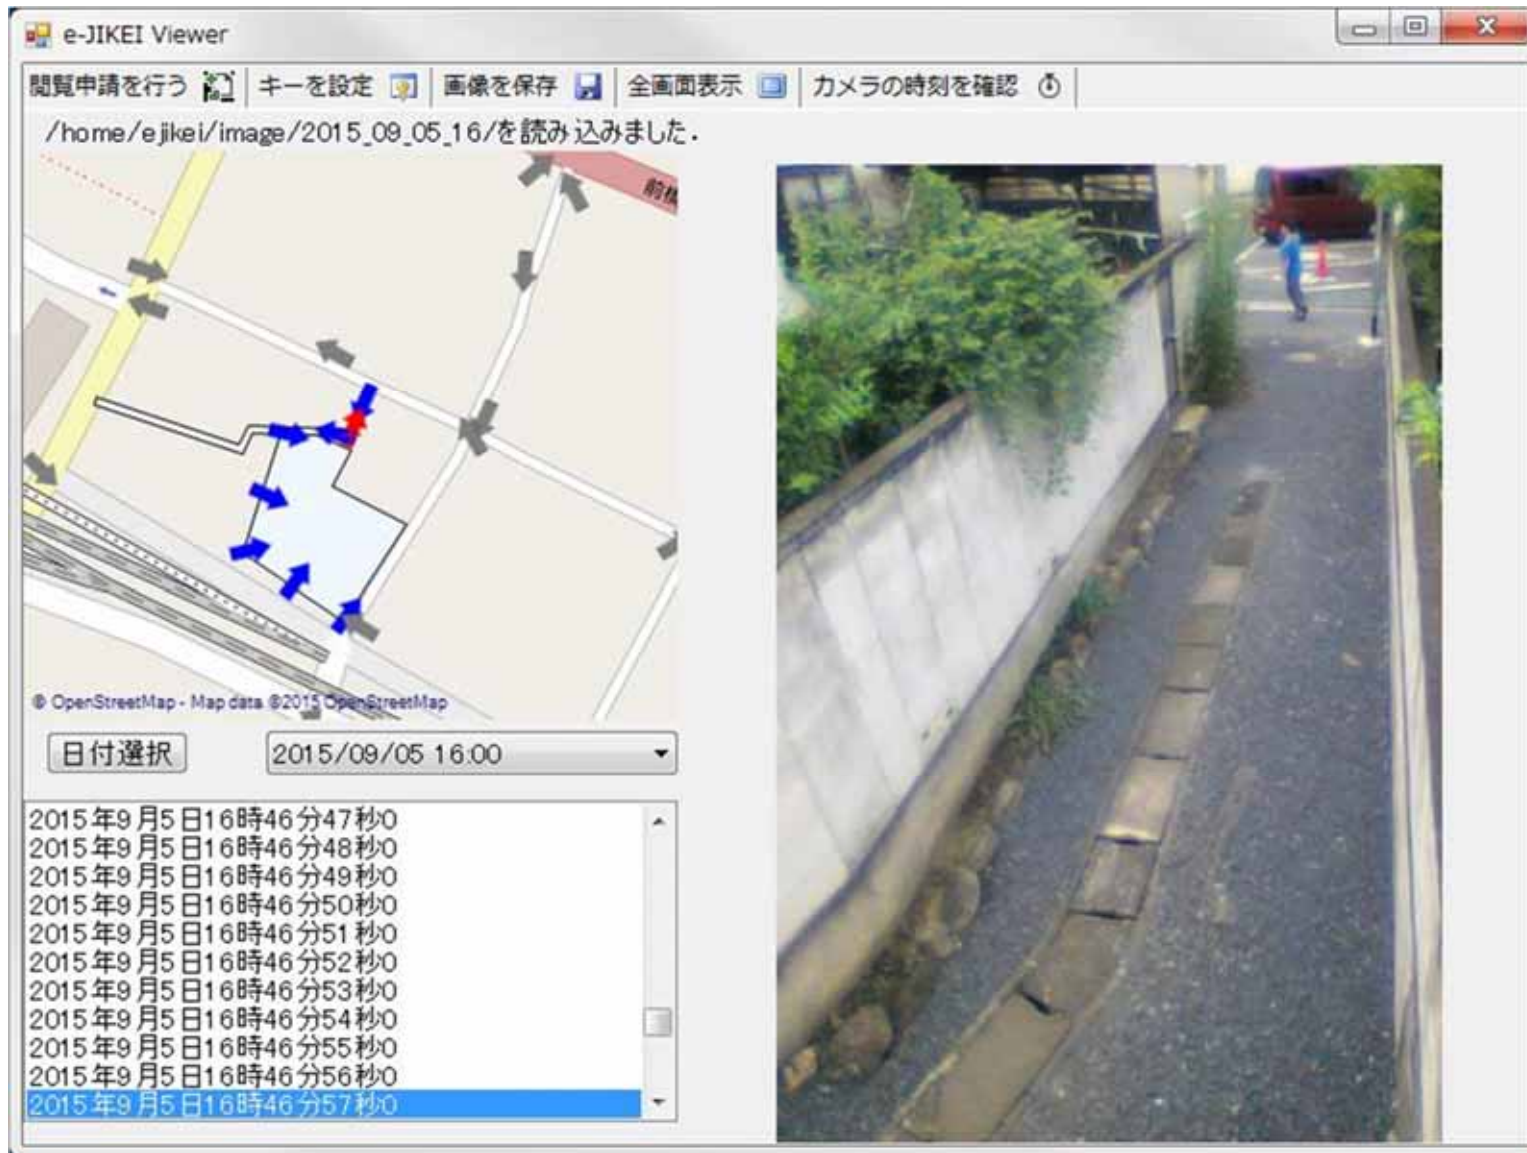 e-JIKEI Viewer
閲覧申請を行う キーを設定 画像を保存 全画面表示 カメラの時刻を確認
/home/ejikei/image/2015_09_05_16/を読み込みました.
前橋
© OpenStreetMap - Map data ©2015 OpenStreetMap
日付選択 2015/09/05 16:00
2015年9月5日16時46分47秒0
2015年9月5日16時46分48秒0
2015年9月5日16時46分49秒0
2015年9月5日16時46分50秒0
2015年9月5日16時46分51秒0
2015年9月5日16時46分52秒0
2015年9月5日16時46分53秒0
2015年9月5日16時46分54秒0
2015年9月5日16時46分55秒0
2015年9月5日16時46分56秒0
2015年9月5日16時46分57秒0